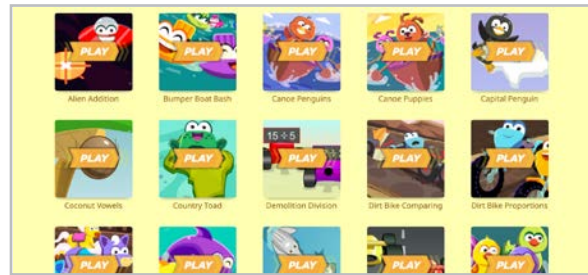 PLAY PLAY PLAY PLAY PLAY
Alien Addition Bumper Boat Bash Canoe Penguins Canoe Puppies Capital Penguin
15 ÷ 5
PLAY PLAY PLAY PLAY PLAY
Coconut Vowels Country Toad Demolition Division Dirt Bike Comparing Dirt Bike Proportions
PLAY PLAY PLAY PLAY PLAY